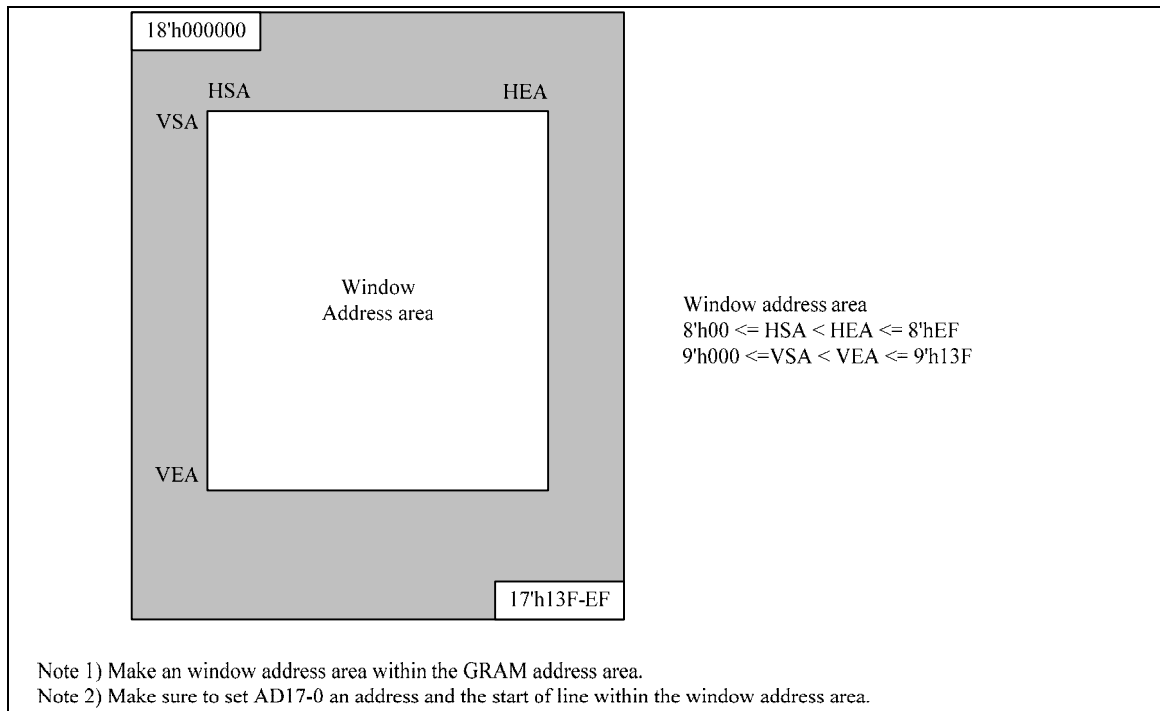 18'h000000
HSA HEA
VSA
Window
Address area
Window address area
8'h00 <= HSA < HEA <= 8'hEF
9'h000 <=VSA < VEA <= 9'h13F
VEA
17'h13F-EF
Note 1) Make an window address area within the GRAM address area.
Note 2) Make sure to set AD17-0 an address and the start of line within the window address area.